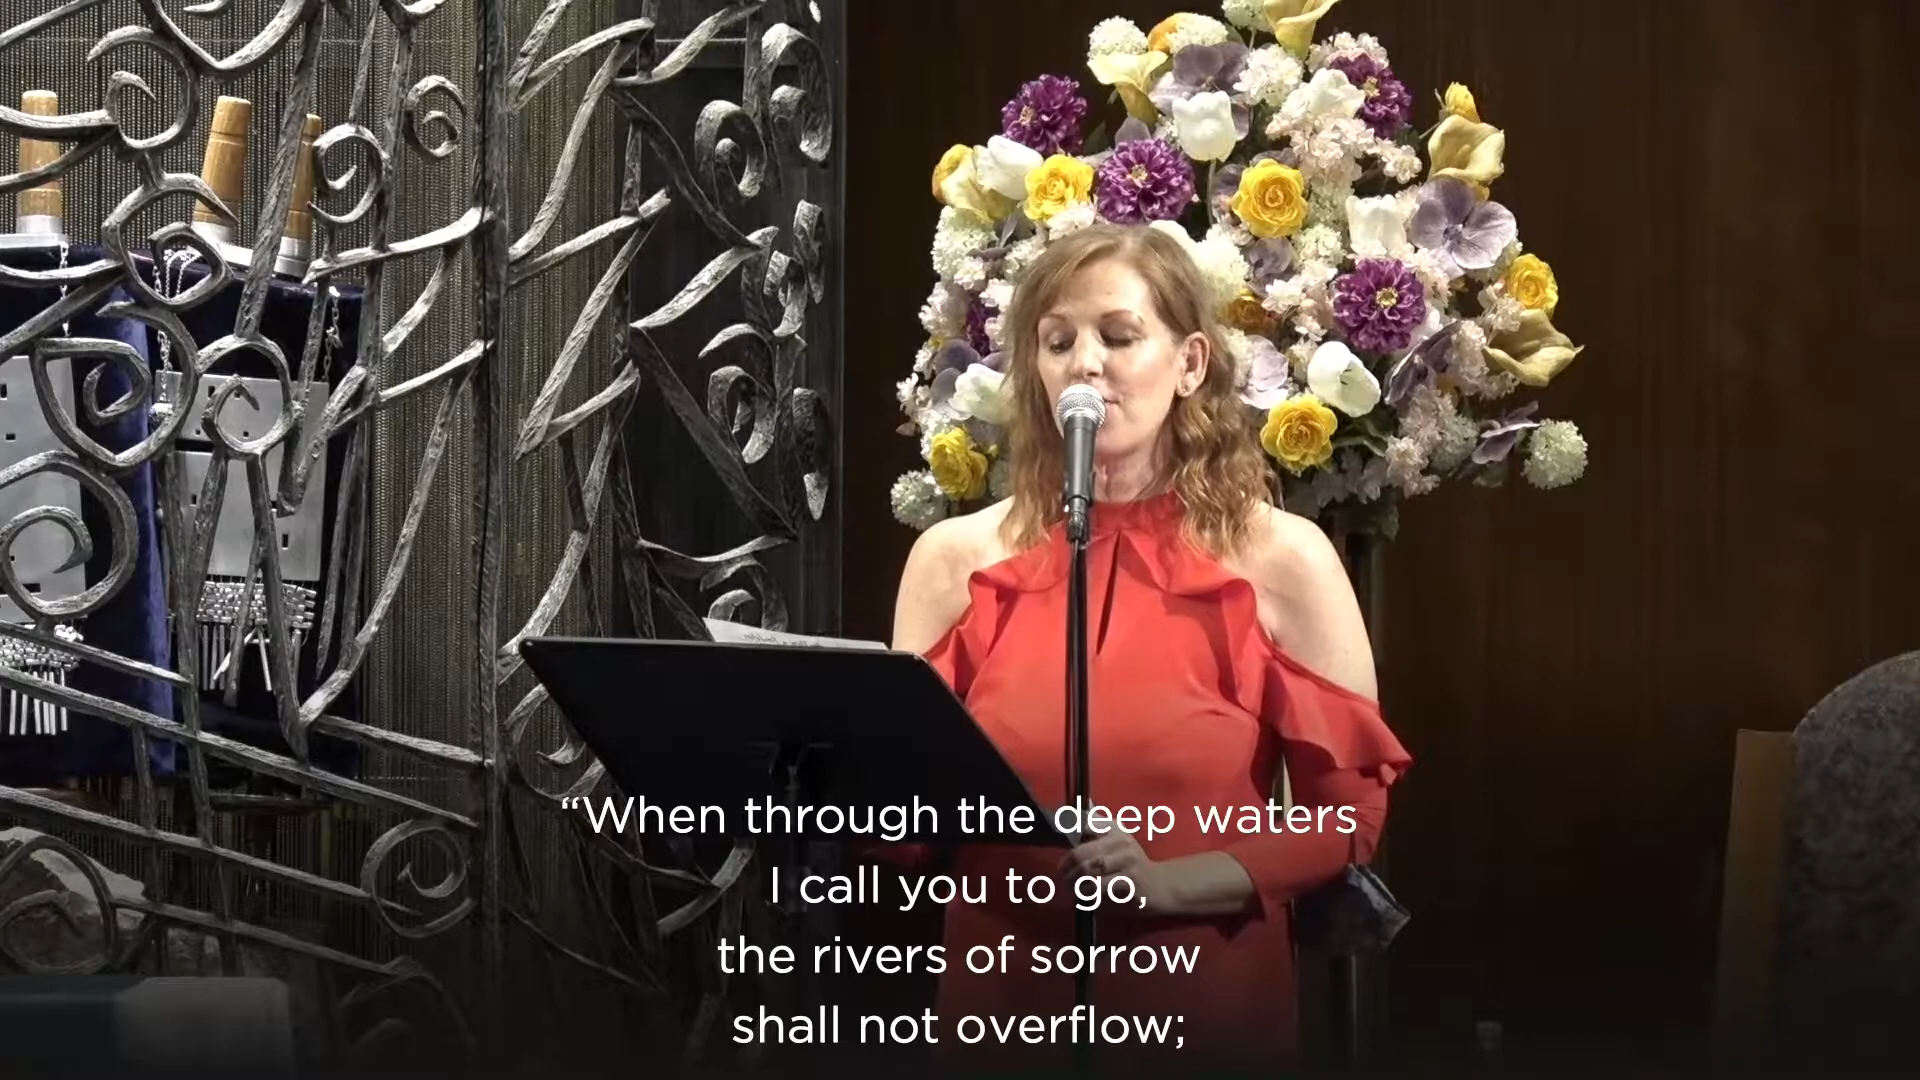 “When through the deep waters
I call you to go,
the rivers of sorrow
shall not overflow;